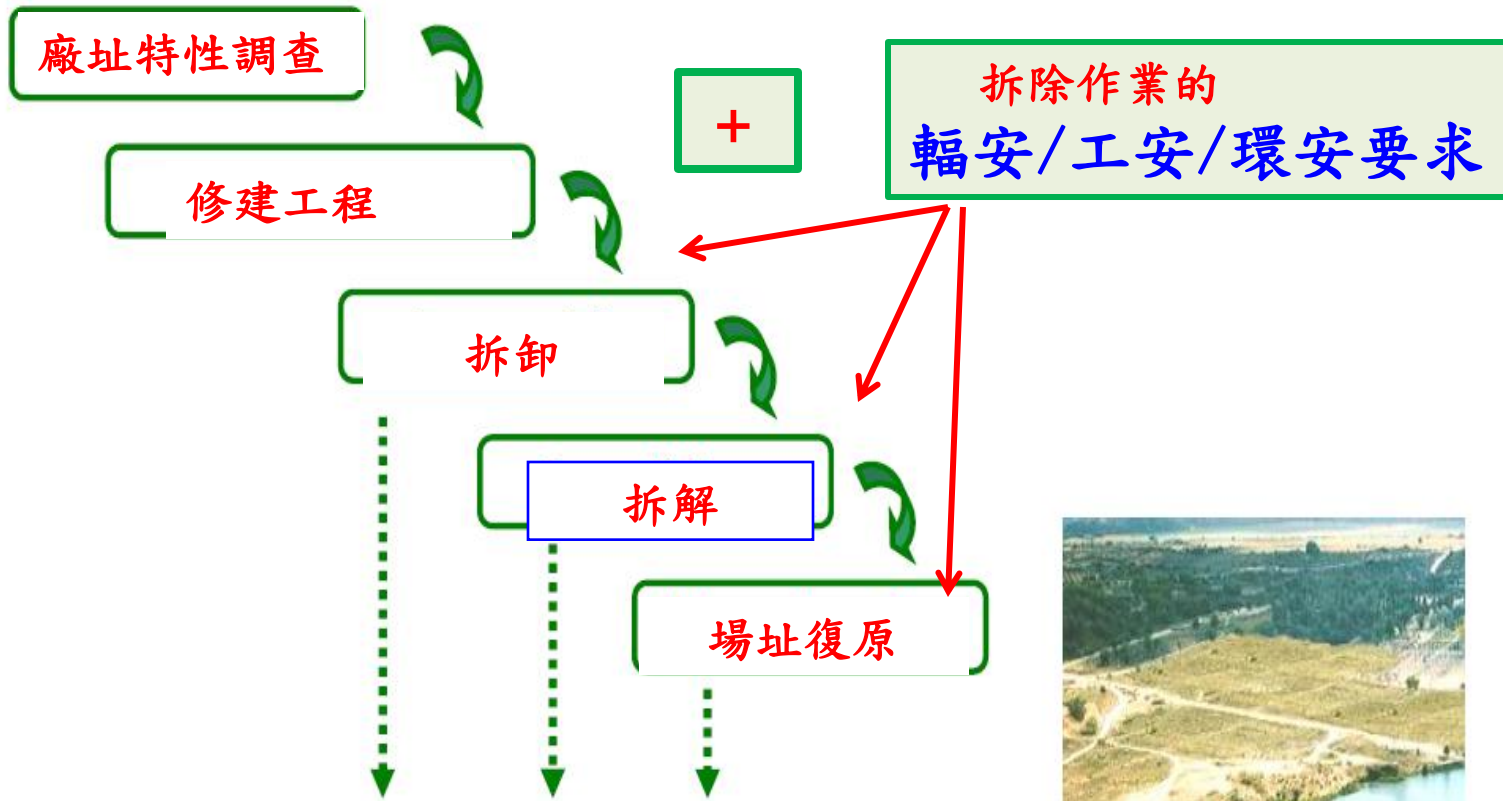 廠址特性調查
+
拆除作業的
輻安/工安/環安要求
修建工程
拆卸
拆解
場址復原